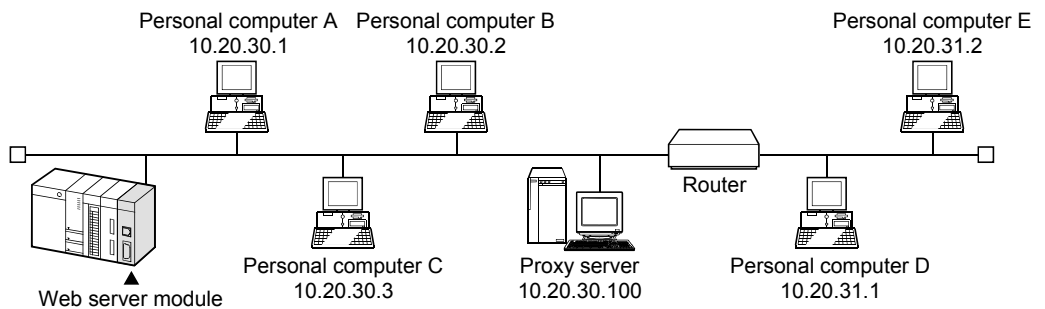 Personal computer A
10.20.30.1
Personal computer B
10.20.30.2
Personal computer E
10.20.31.2
Router
Web server module
Personal computer C
10.20.30.3
Proxy server
10.20.30.100
Personal computer D
10.20.31.1